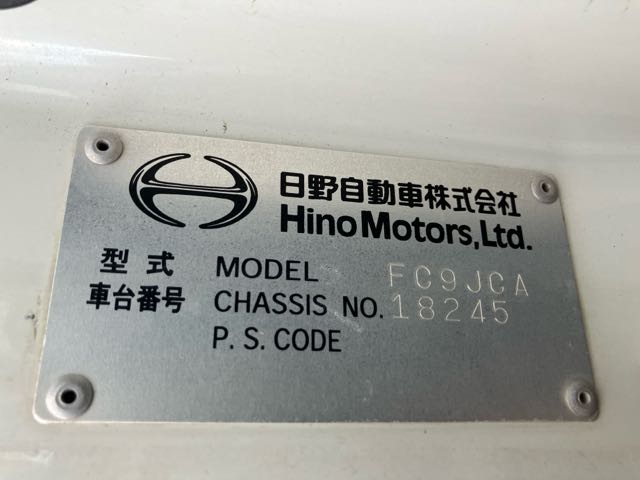 日野自動車株式会社
Hino Motors, Ltd.
型式 MODEL FC9JCA
車台番号 CHASSIS NO. 18245
P. S. CODE